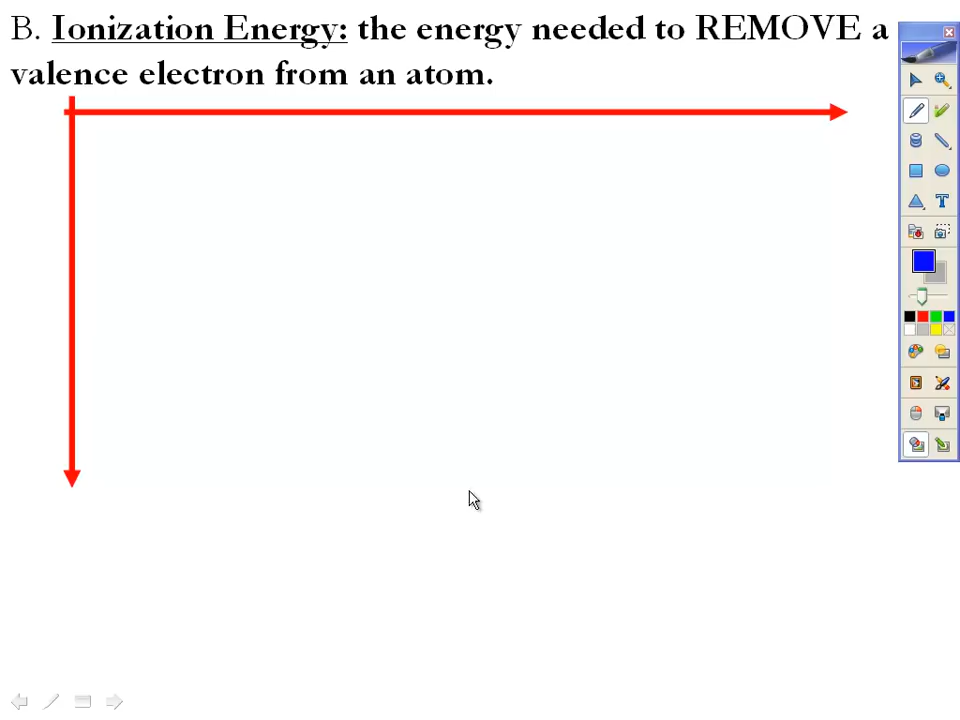 B. Ionization Energy: the energy needed to REMOVE a
valence electron from an atom.
T